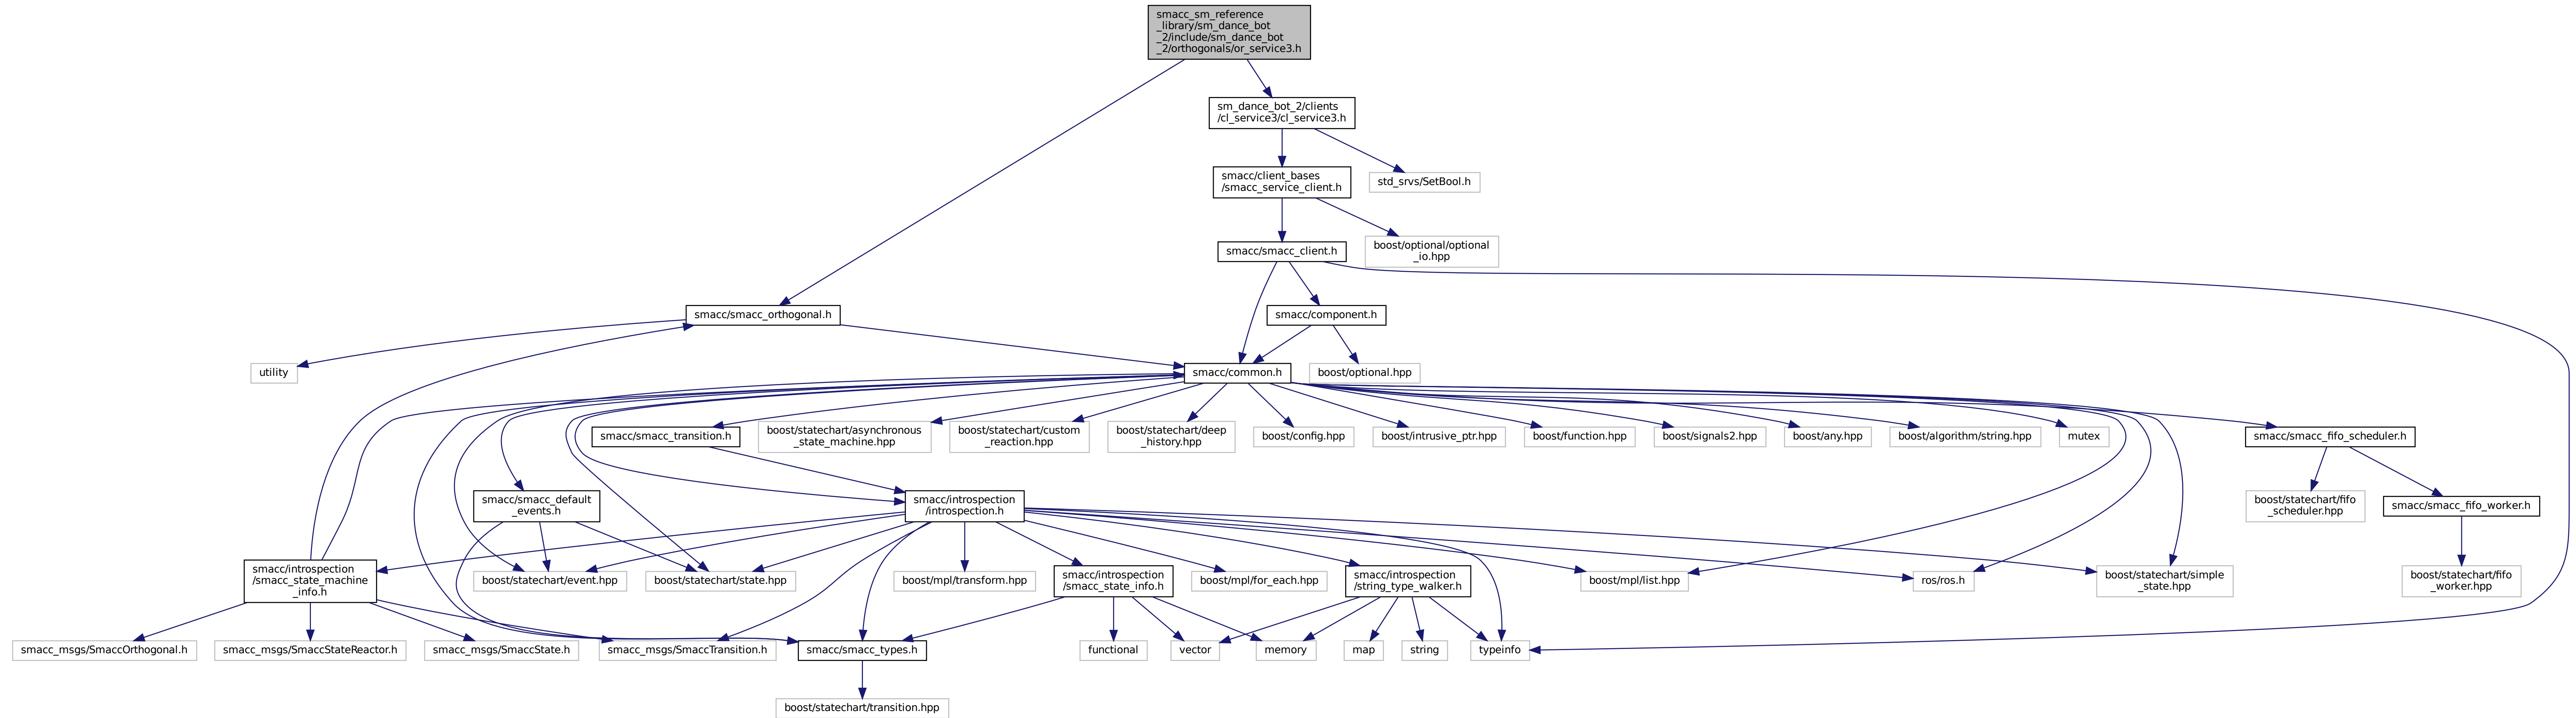 smacc_sm_reference
_library/sm_dance_bot
_2/include/sm_dance_bot
_2/orthogonals/or_service3.h
sm_dance_bot_2/clients
/cl_service3/cl_service3.h
smacc/client_bases
/smacc_service_client.h
std_srvs/SetBool.h
smacc/smacc_client.h
boost/optional/optional
_io.hpp
smacc/smacc_orthogonal.h
smacc/component.h
utility
smacc/common.h
boost/optional.hpp
smacc/smacc_transition.h
boost/statechart/asynchronous
_state_machine.hpp
boost/statechart/custom
_reaction.hpp
boost/statechart/deep
_history.hpp
boost/config.hpp
boost/intrusive_ptr.hpp
boost/function.hpp
boost/signals2.hpp
boost/any.hpp
boost/algorithm/string.hpp
mutex
smacc/smacc_fifo_scheduler.h
smacc/smacc_default
_events.h
smacc/introspection
/introspection.h
boost/statechart/fifo
_scheduler.hpp
smacc/smacc_fifo_worker.h
smacc/introspection
/smacc_state_machine
_info.h
boost/statechart/event.hpp
boost/statechart/state.hpp
boost/mpl/transform.hpp
smacc/introspection
/smacc_state_info.h
boost/mpl/for_each.hpp
smacc/introspection
/string_type_walker.h
boost/mpl/list.hpp
ros/ros.h
boost/statechart/simple
_state.hpp
boost/statechart/fifo
_worker.hpp
smacc_msgs/SmaccOrthogonal.h
smacc_msgs/SmaccStateReactor.h
smacc_msgs/SmaccState.h
smacc_msgs/SmaccTransition.h
smacc/smacc_types.h
functional
vector
memory
map
string
typeinfo
boost/statechart/transition.hpp